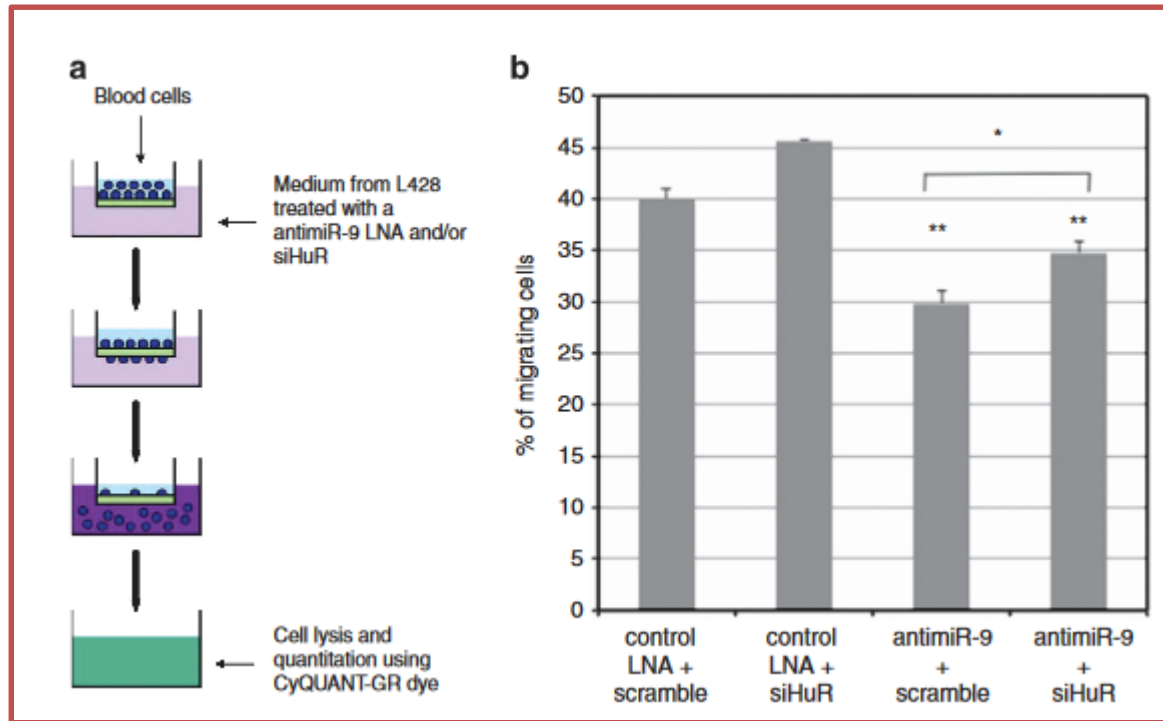 a
Blood cells
Medium from L428
treated with a
antimiR-9 LNA and/or
siHuR
Cell lysis and
quantitation using
CyQUANT-GR dye
b
% of migrating cells
50
45
40
35
30
25
20
15
10
5
0
*
**
**
control
LNA +
scramble
control
LNA +
siHuR
antimiR-9
+
scramble
antimiR-9
+
siHuR